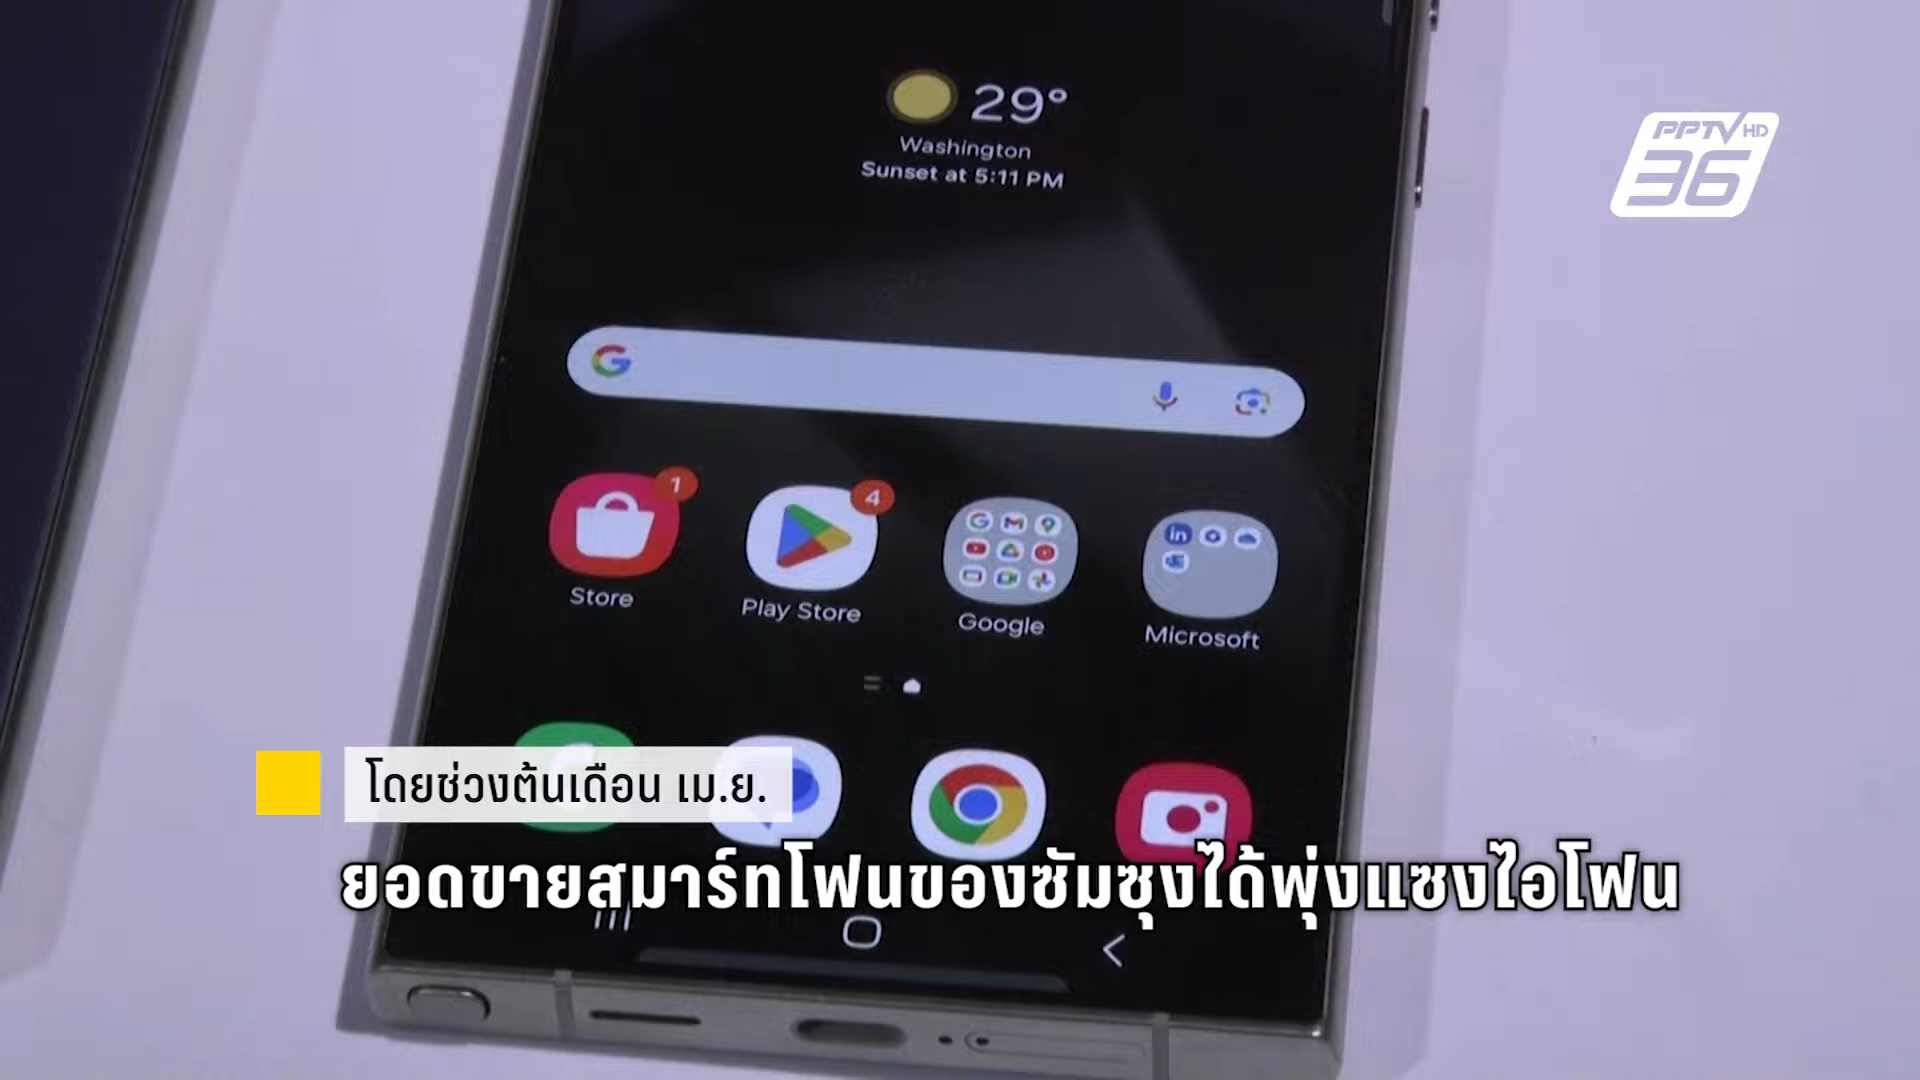 29°
Washington
Sunset at 5:11 PM
PPTV HD
36
1
4
Store
Play Store
Google
Microsoft
โดยช่วงต้นเดือน เม.ย.
ยอดขายสมาร์ทโฟนของซัมซุงได้พุ่งแซงไอโฟน